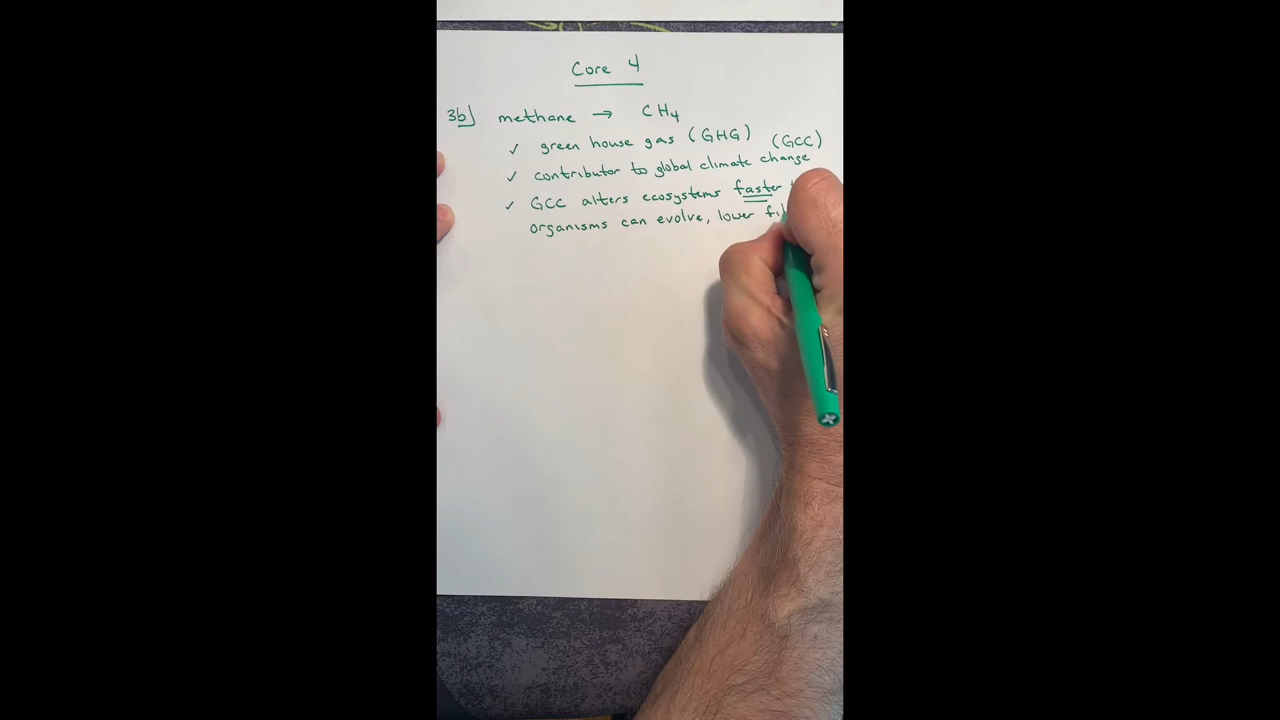 Core 4
3b) methane → CH4
✓ green house gas (GHG) (GCC)
✓ contributor to global climate change
✓ GCC alters ecosystems faster
organisms can evolve, lower